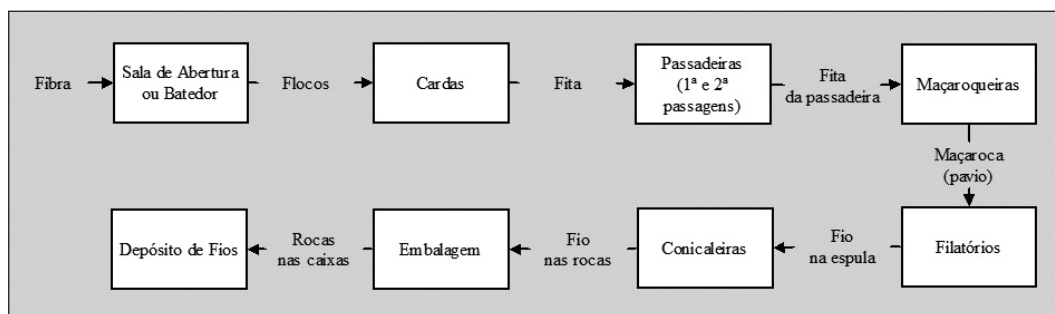 Fibra
Sala de Abertura
ou Batedor
Flocos
Cardas
Fita
Passadeiras
(1ª e 2ª
passagens)
Fita
da passadeira
Maçaroqueiras
Maçaroca
(pavio)
Filatórios
Fio
na espula
Conicaleiras
Fio
nas rocas
Embalagem
Rocas
nas caixas
Depósito de Fios